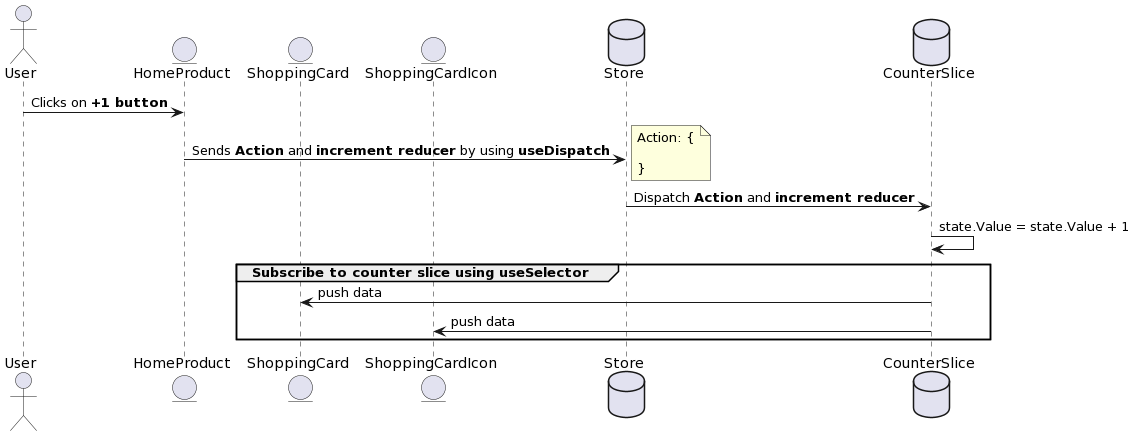 User
HomeProduct
ShoppingCard
ShoppingCardIcon
Store
CounterSlice
Clicks on +1 button
Sends Action and increment reducer by using useDispatch
Action: {
}
Dispatch Action and increment reducer
state.Value = state.Value + 1
Subscribe to counter slice using useSelector
push data
push data
User
HomeProduct
ShoppingCard
ShoppingCardIcon
Store
CounterSlice